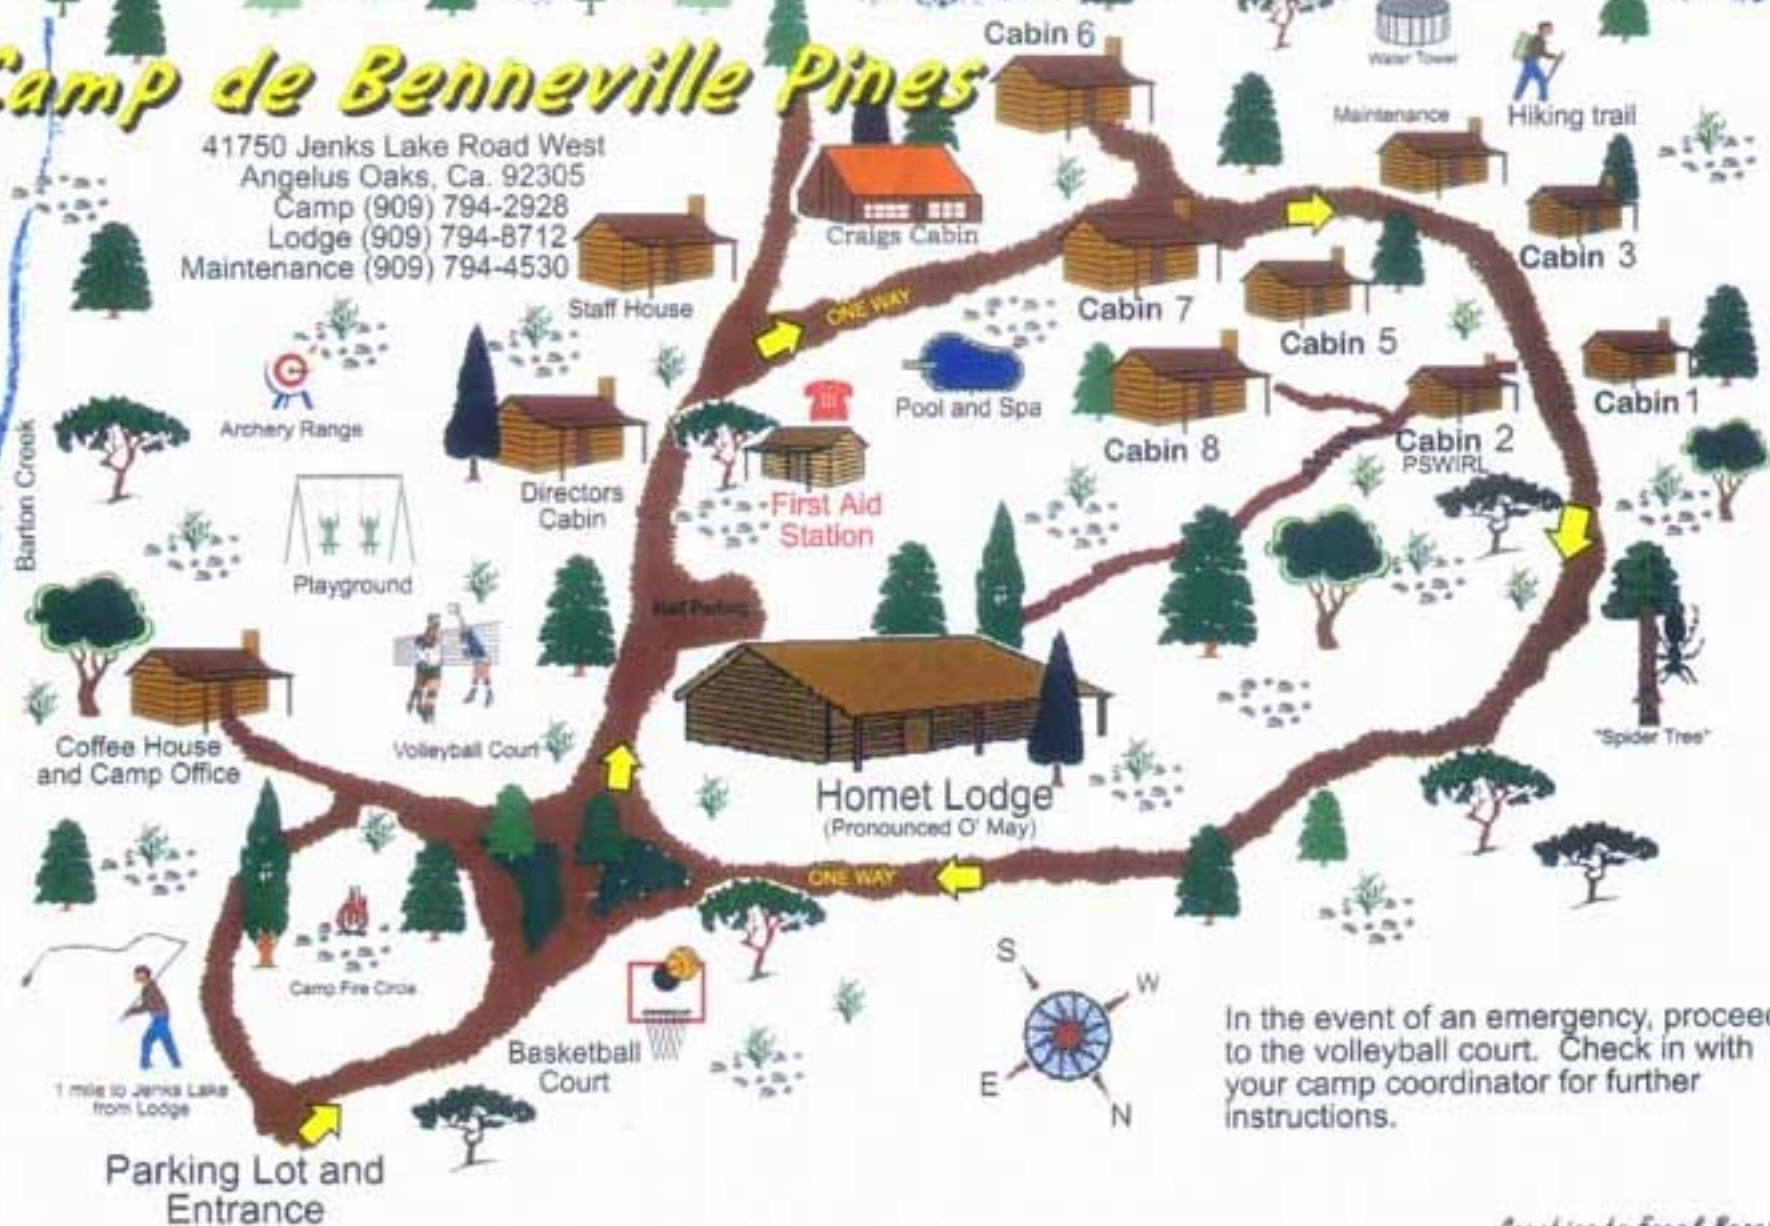 Camp de Benneville Pines
41750 Jenks Lake Road West
Angelus Oaks, Ca. 92305
Camp (909) 794-2928
Lodge (909) 794-8712
Maintenance (909) 794-4530
Cabin 6
Water Tower
Maintenance
Hiking trail
Craigs Cabin
Cabin 3
Staff House
ONE WAY
Cabin 7
Cabin 5
Archery Range
Pool and Spa
Cabin 1
Cabin 8
Cabin 2
PSWIRL
Barton Creek
Directors
Cabin
First Aid
Station
Playground
Parking
Volleyball Court
"Spider Tree"
Coffee House
and Camp Office
Homet Lodge
(Pronounced O' May)
ONE WAY
Camp Fire Circle
S
W
E
N
Basketball
Court
1 mile to Jenks Lake
from Lodge
In the event of an emergency, proceed
to the volleyball court. Check in with
your camp coordinator for further
instructions.
Parking Lot and
Entrance